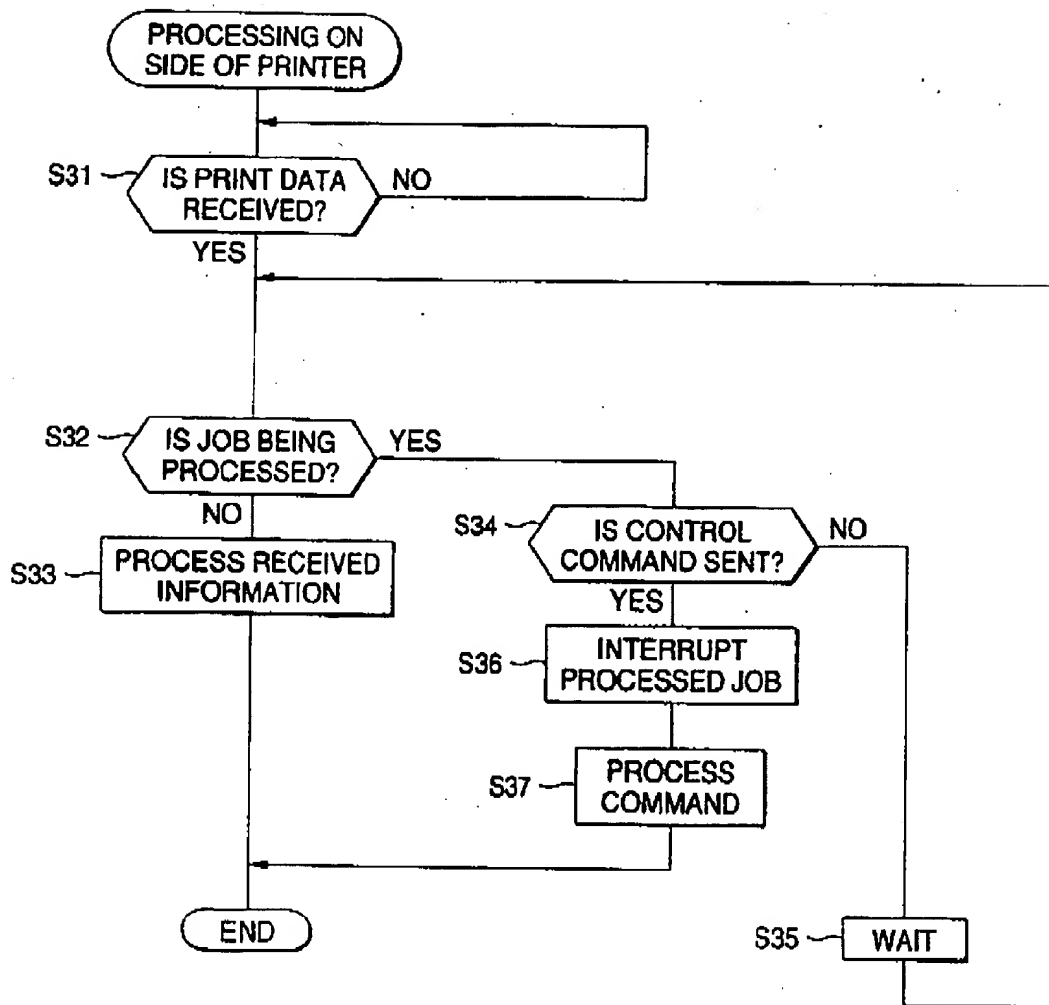 PROCESSING ON
SIDE OF PRINTER
S31
IS PRINT DATA
RECEIVED?
NO
YES
S32
IS JOB BEING
PROCESSED?
YES
NO
S34
IS CONTROL
COMMAND SENT?
NO
YES
S33
PROCESS RECEIVED
INFORMATION
S36
INTERRUPT
PROCESSED JOB
S37
PROCESS
COMMAND
END
S35
WAIT